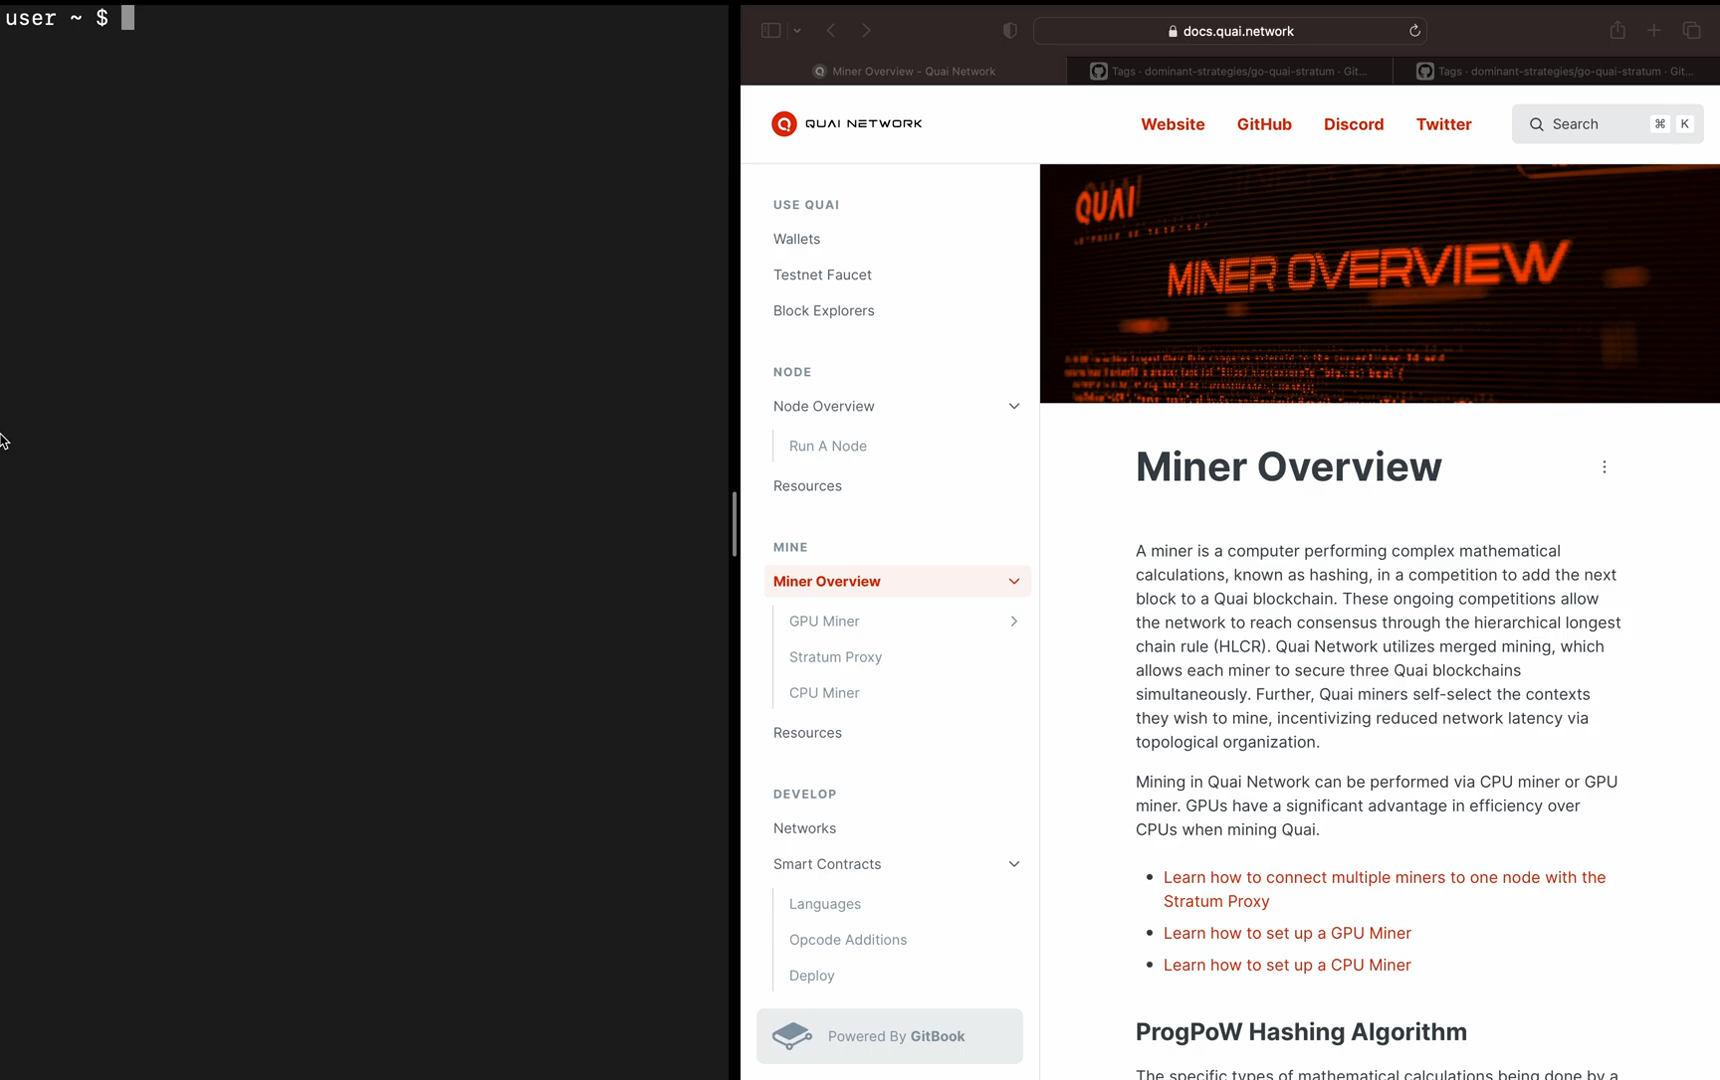 user ~ $
docs.quai.network
Miner Overview - Quai Network
Tags · dominant-strategies/go-quai-stratum · Git...
Tags · dominant-strategies/go-quai-stratum · Git...
QUAI NETWORK
Website
GitHub
Discord
Twitter
Search
⌘ K
USE QUAI
Wallets
Testnet Faucet
Block Explorers
NODE
Node Overview
Run A Node
Resources
MINE
Miner Overview
GPU Miner
Stratum Proxy
CPU Miner
Resources
DEVELOP
Networks
Smart Contracts
Languages
Opcode Additions
Deploy
Powered By GitBook
QUAI
MINER OVERVIEW
Miner Overview
A miner is a computer performing complex mathematical
calculations, known as hashing, in a competition to add the next
block to a Quai blockchain. These ongoing competitions allow
the network to reach consensus through the hierarchical longest
chain rule (HLCR). Quai Network utilizes merged mining, which
allows each miner to secure three Quai blockchains
simultaneously. Further, Quai miners self-select the contexts
they wish to mine, incentivizing reduced network latency via
topological organization.
Mining in Quai Network can be performed via CPU miner or GPU
miner. GPUs have a significant advantage in efficiency over
CPUs when mining Quai.
• Learn how to connect multiple miners to one node with the
Stratum Proxy
• Learn how to set up a GPU Miner
• Learn how to set up a CPU Miner
ProgPoW Hashing Algorithm
The specific types of mathematical calculations being done by a